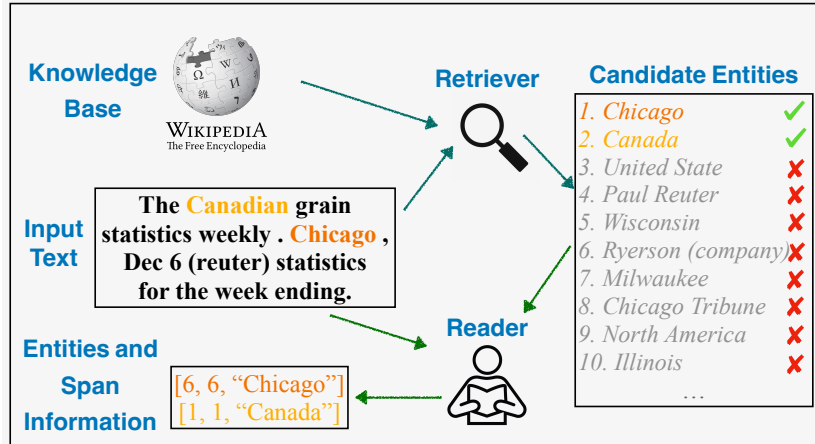 Knowledge
Base
Ω
W
И
維
WIKIPEDIA
The Free Encyclopedia
Retriever
Candidate Entities
1. Chicago
2. Canada
3. United State
4. Paul Reuter
5. Wisconsin
6. Ryerson (company)
7. Milwaukee
8. Chicago Tribune
9. North America
10. Illinois
...
Input
Text
The Canadian grain
statistics weekly . Chicago ,
Dec 6 (reuter) statistics
for the week ending.
Reader
Entities and
Span
Information
[6, 6, “Chicago”]
[1, 1, “Canada”]